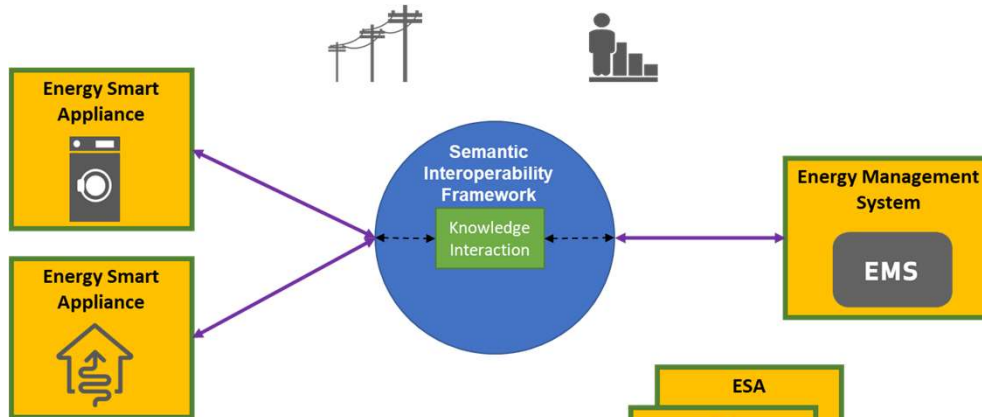 Energy Smart
Appliance
Energy Smart
Appliance
Semantic
Interoperability
Framework
Knowledge
Interaction
Energy Management
System
EMS
ESA